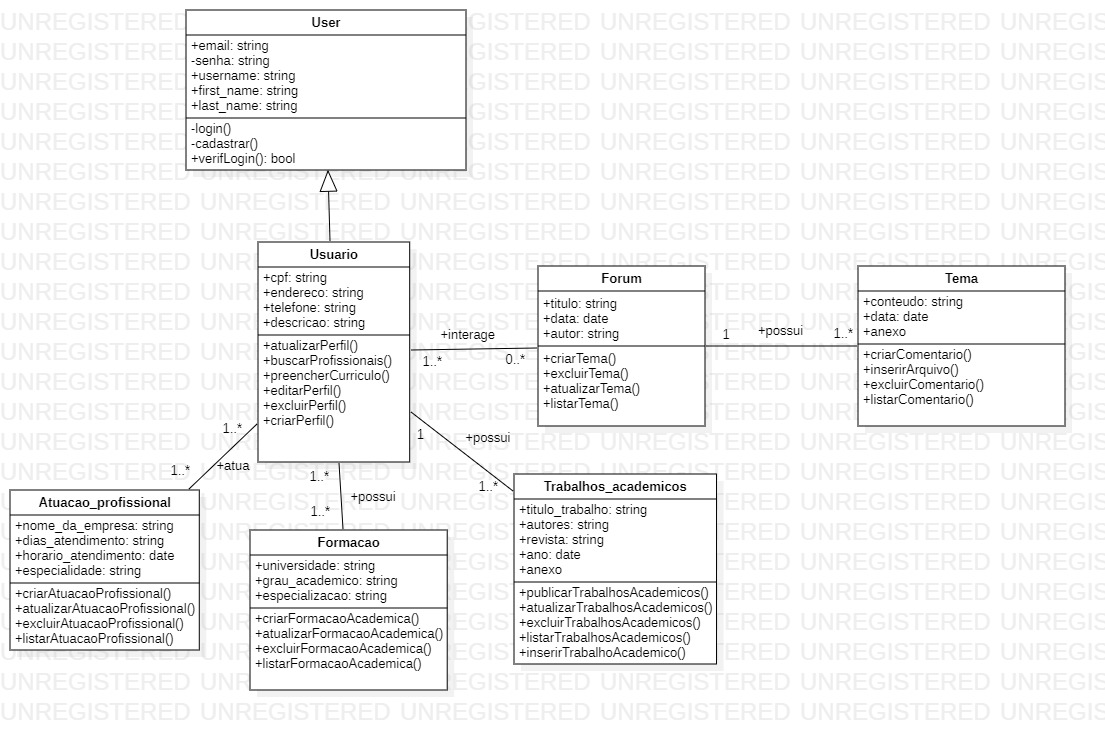 User
+email: string
-senha: string
+username: string
+first_name: string
+last_name: string
-login()
-cadastrar()
+verifLogin(): bool
Usuario
+cpf: string
+endereco: string
+telefone: string
+descricao: string
+atualizarPerfil()
+buscarProfissionais()
+preencherCurriculo()
+editarPerfil()
+excluirPerfil()
+criarPerfil()
+interage
1..*
0..*
Forum
+titulo: string
+data: date
+autor: string
+criarTema()
+excluirTema()
+atualizarTema()
+listarTema()
1
+possui
1..*
Tema
+conteudo: string
+data: date
+anexo
+criarComentario()
+inserirArquivo()
+excluirComentario()
+listarComentario()
1..*
+atua
1..*
1..*
+possui
1..*
1
+possui
1..*
Atuacao_profissional
+nome_da_empresa: string
+dias_atendimento: string
+horario_atendimento: date
+especialidade: string
+criarAtuacaoProfissional()
+atualizarAtuacaoProfissional()
+excluirAtuacaoProfissional()
+listarAtuacaoProfissional()
Formacao
+universidade: string
+grau_academico: string
+especializacao: string
+criarFormacaoAcademica()
+atualizarFormacaoAcademica()
+excluirFormacaoAcademica()
+listarFormacaoAcademica()
Trabalhos_academicos
+titulo_trabalho: string
+autores: string
+revista: string
+ano: date
+anexo
+publicarTrabalhosAcademicos()
+atualizarTrabalhosAcademicos()
+excluirTrabalhosAcademicos()
+listarTrabalhosAcademicos()
+inserirTrabalhoAcademico()
UNREGISTERED